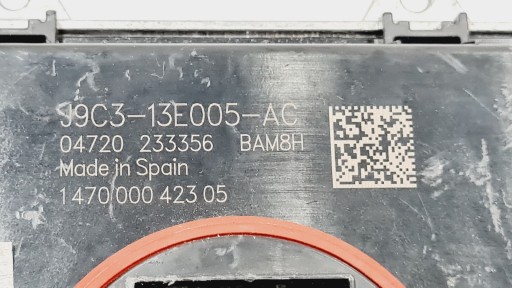 J9C3-13E005-AC
04720 233356 BAM8H
Made in Spain
1 470 000 423 05